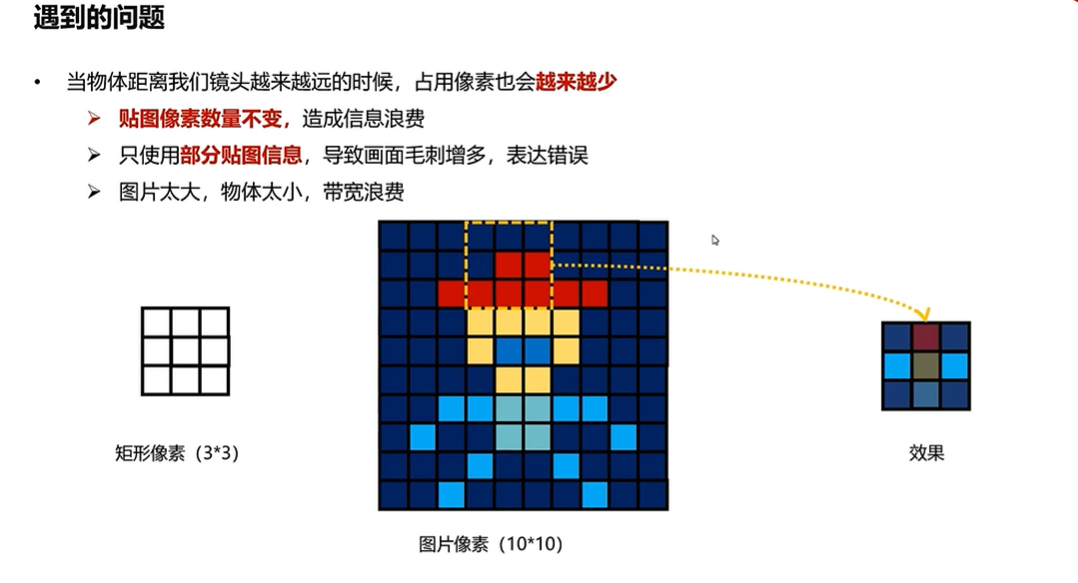 遇到的问题
• 当物体距离我们镜头越来越远的时候，占用像素也会越来越少
➢ 贴图像素数量不变，造成信息浪费
➢ 只使用部分贴图信息，导致画面毛刺增多，表达错误
➢ 图片太大，物体太小，带宽浪费
矩形像素（3*3）
效果
图片像素（10*10）